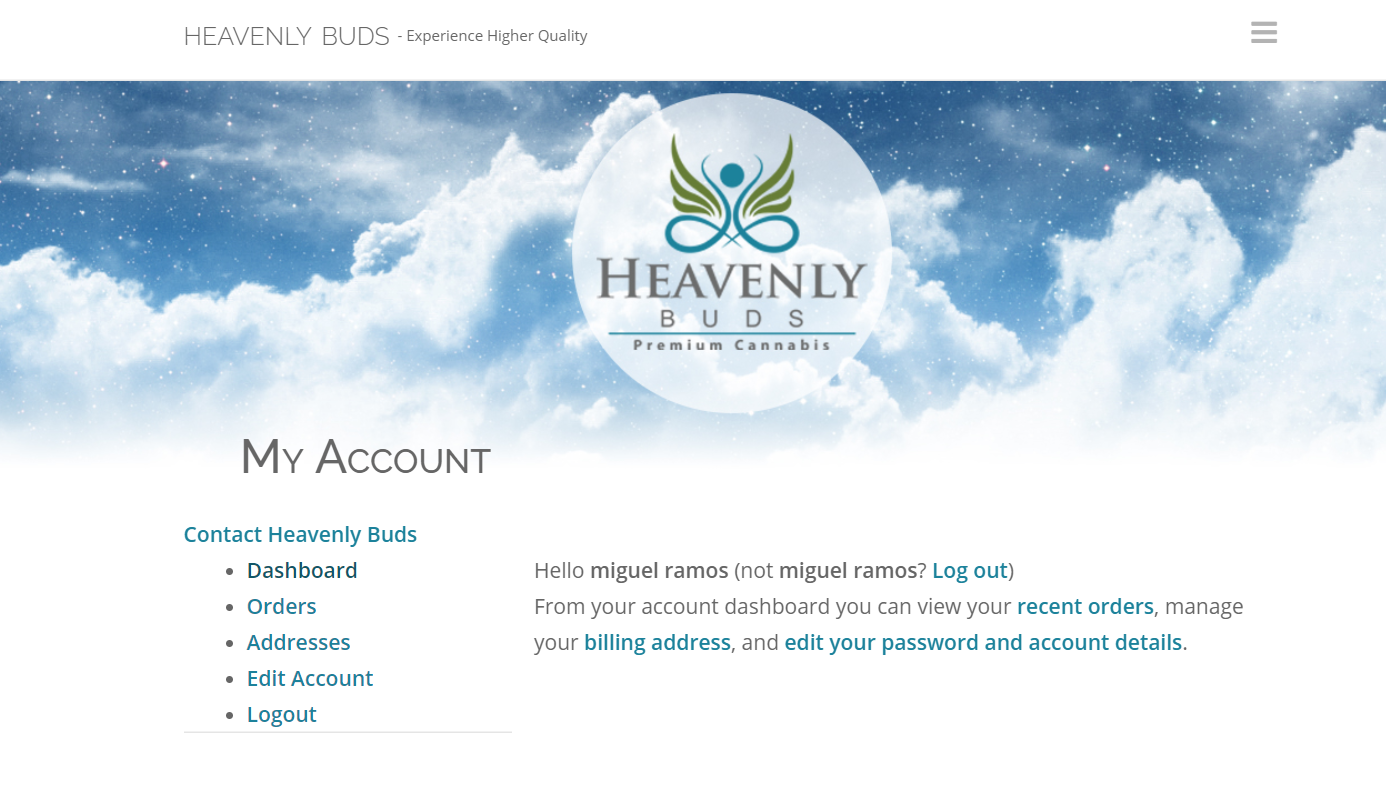 HEAVENLY BUDS - Experience Higher Quality
HEAVENLY
BUDS
Premium Cannabis
My Account
Contact Heavenly Buds
Dashboard
Orders
Addresses
Edit Account
Logout
Hello miguel ramos (not miguel ramos? Log out)
From your account dashboard you can view your recent orders, manage
your billing address, and edit your password and account details.